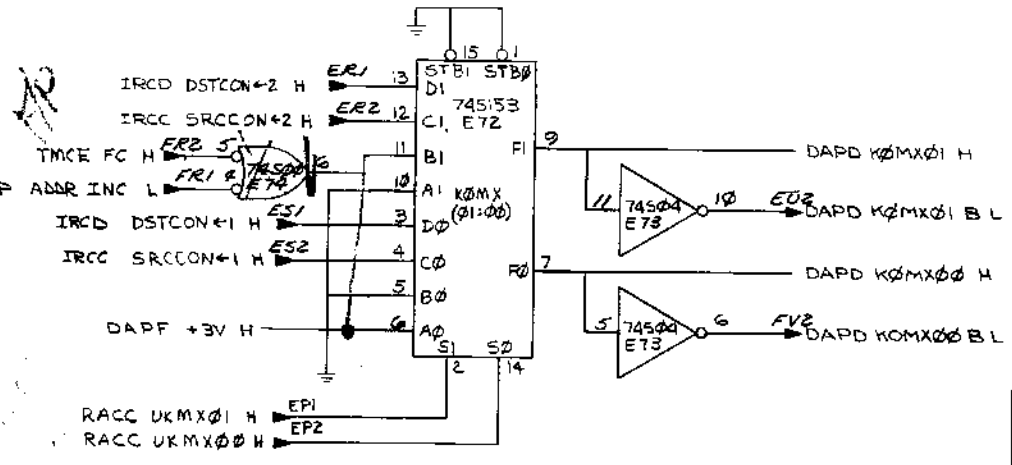 15 1
IRCD DSTCON←2 H ER1 13 D1 STB1 STBØ
IRCC SRCCON←2 H ER2 12 C1 74S153 E72
TMCE FC H FR2 5 74S00 E74 6 11 B1 F1 9 DAPD KØMXØ1 H
P ADDR INC L FR1 4 10 A1 KØMX (Ø1:ØØ) 11 74S04 E73 10 EU2 DAPD KØMXØ1 B L
IRCD DSTCON←1 H ES1 3 DØ
IRCC SRCCON←1 H ES2 4 CØ FØ 7 DAPD KØMXØØ H
5 BØ
DAPF +3V H 6 AØ 5 74S04 E73 6 FV2 DAPD KOMXØØ B L
S1 SØ
2 14
RACC UKMXØ1 H EP1
RACC UKMXØØ H EP2